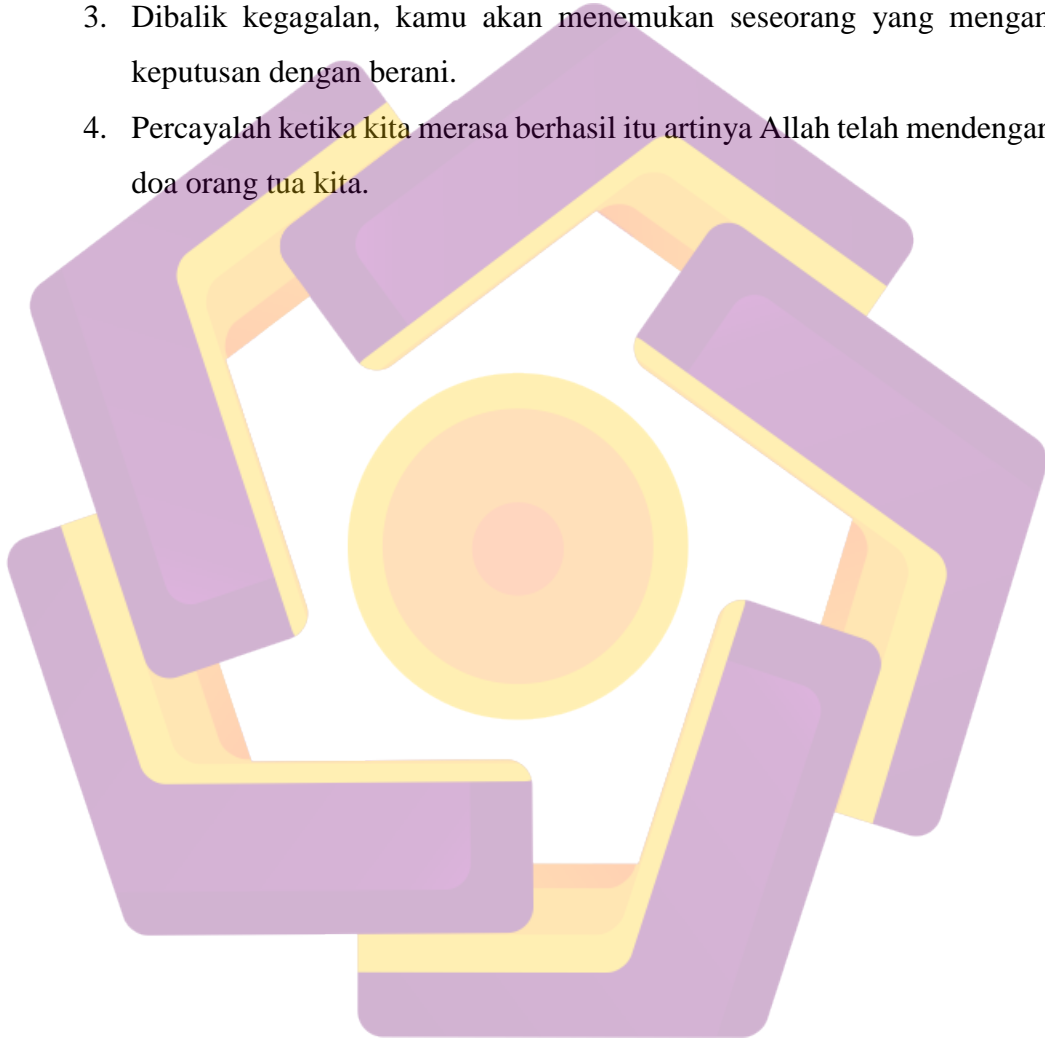 3. Dibalik kegagalan, kamu akan menemukan seseorang yang mengan
keputusan dengan berani.
4. Percayalah ketika kita merasa berhasil itu artinya Allah telah mendengar
doa orang tua kita.